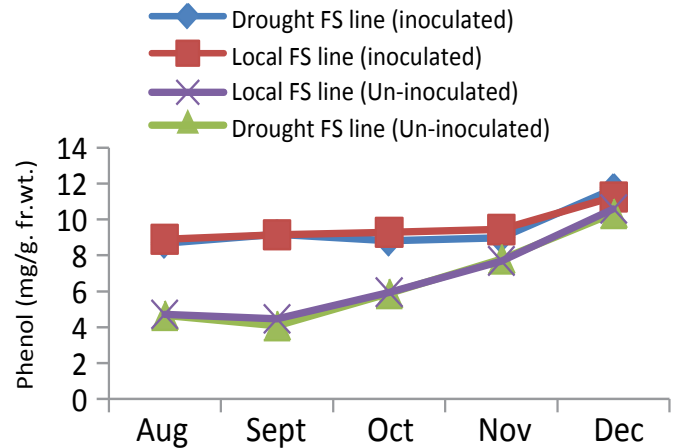 Drought FS line (inoculated)
Local FS line (inoculated)
Local FS line (Un-inoculated)
Drought FS line (Un-inoculated)
Phenol (mg/g. fr.wt.)
14
12
10
8
6
4
2
0
Aug Sept Oct Nov Dec